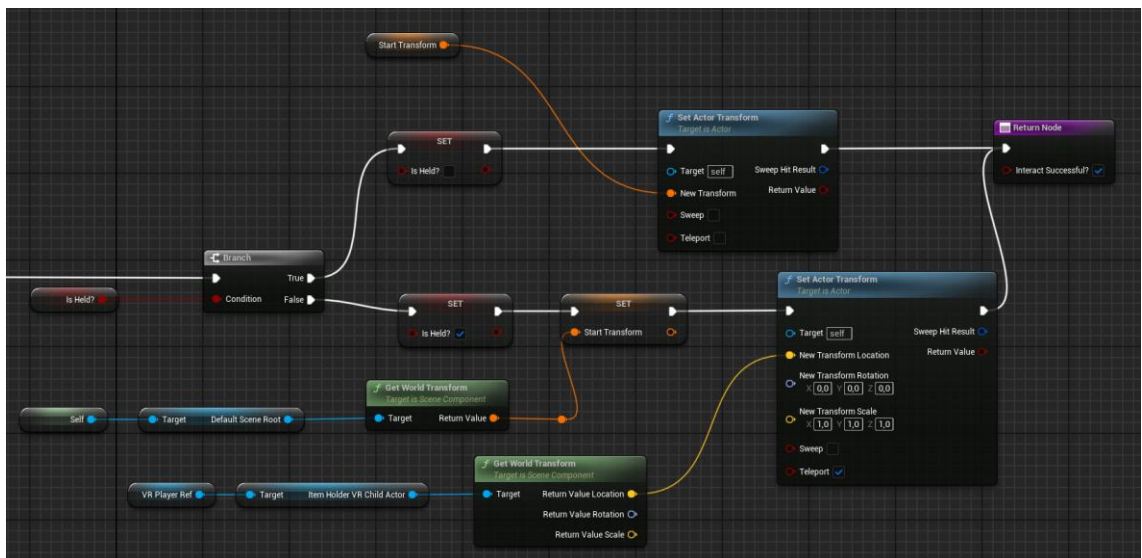 Start Transform
SET
Is Held?
f Set Actor Transform
Target is Actor
Target self Sweep Hit Result
New Transform Return Value
Sweep
Teleport
Return Node
Interact Successful?
Branch
True
Condition False
Is Held?
SET
Is Held?
SET
Start Transform
f Set Actor Transform
Target is Actor
Target self Sweep Hit Result
New Transform Location Return Value
New Transform Rotation
X 0,0 Y 0,0 Z 0,0
New Transform Scale
X 1,0 Y 1,0 Z 1,0
Sweep
Teleport
f Get World Transform
Target is Scene Component
Target Return Value
Self
Target Default Scene Root
f Get World Transform
Target is Scene Component
Target Return Value Location
Return Value Rotation
Return Value Scale
VR Player Ref
Target Item Holder VR Child Actor